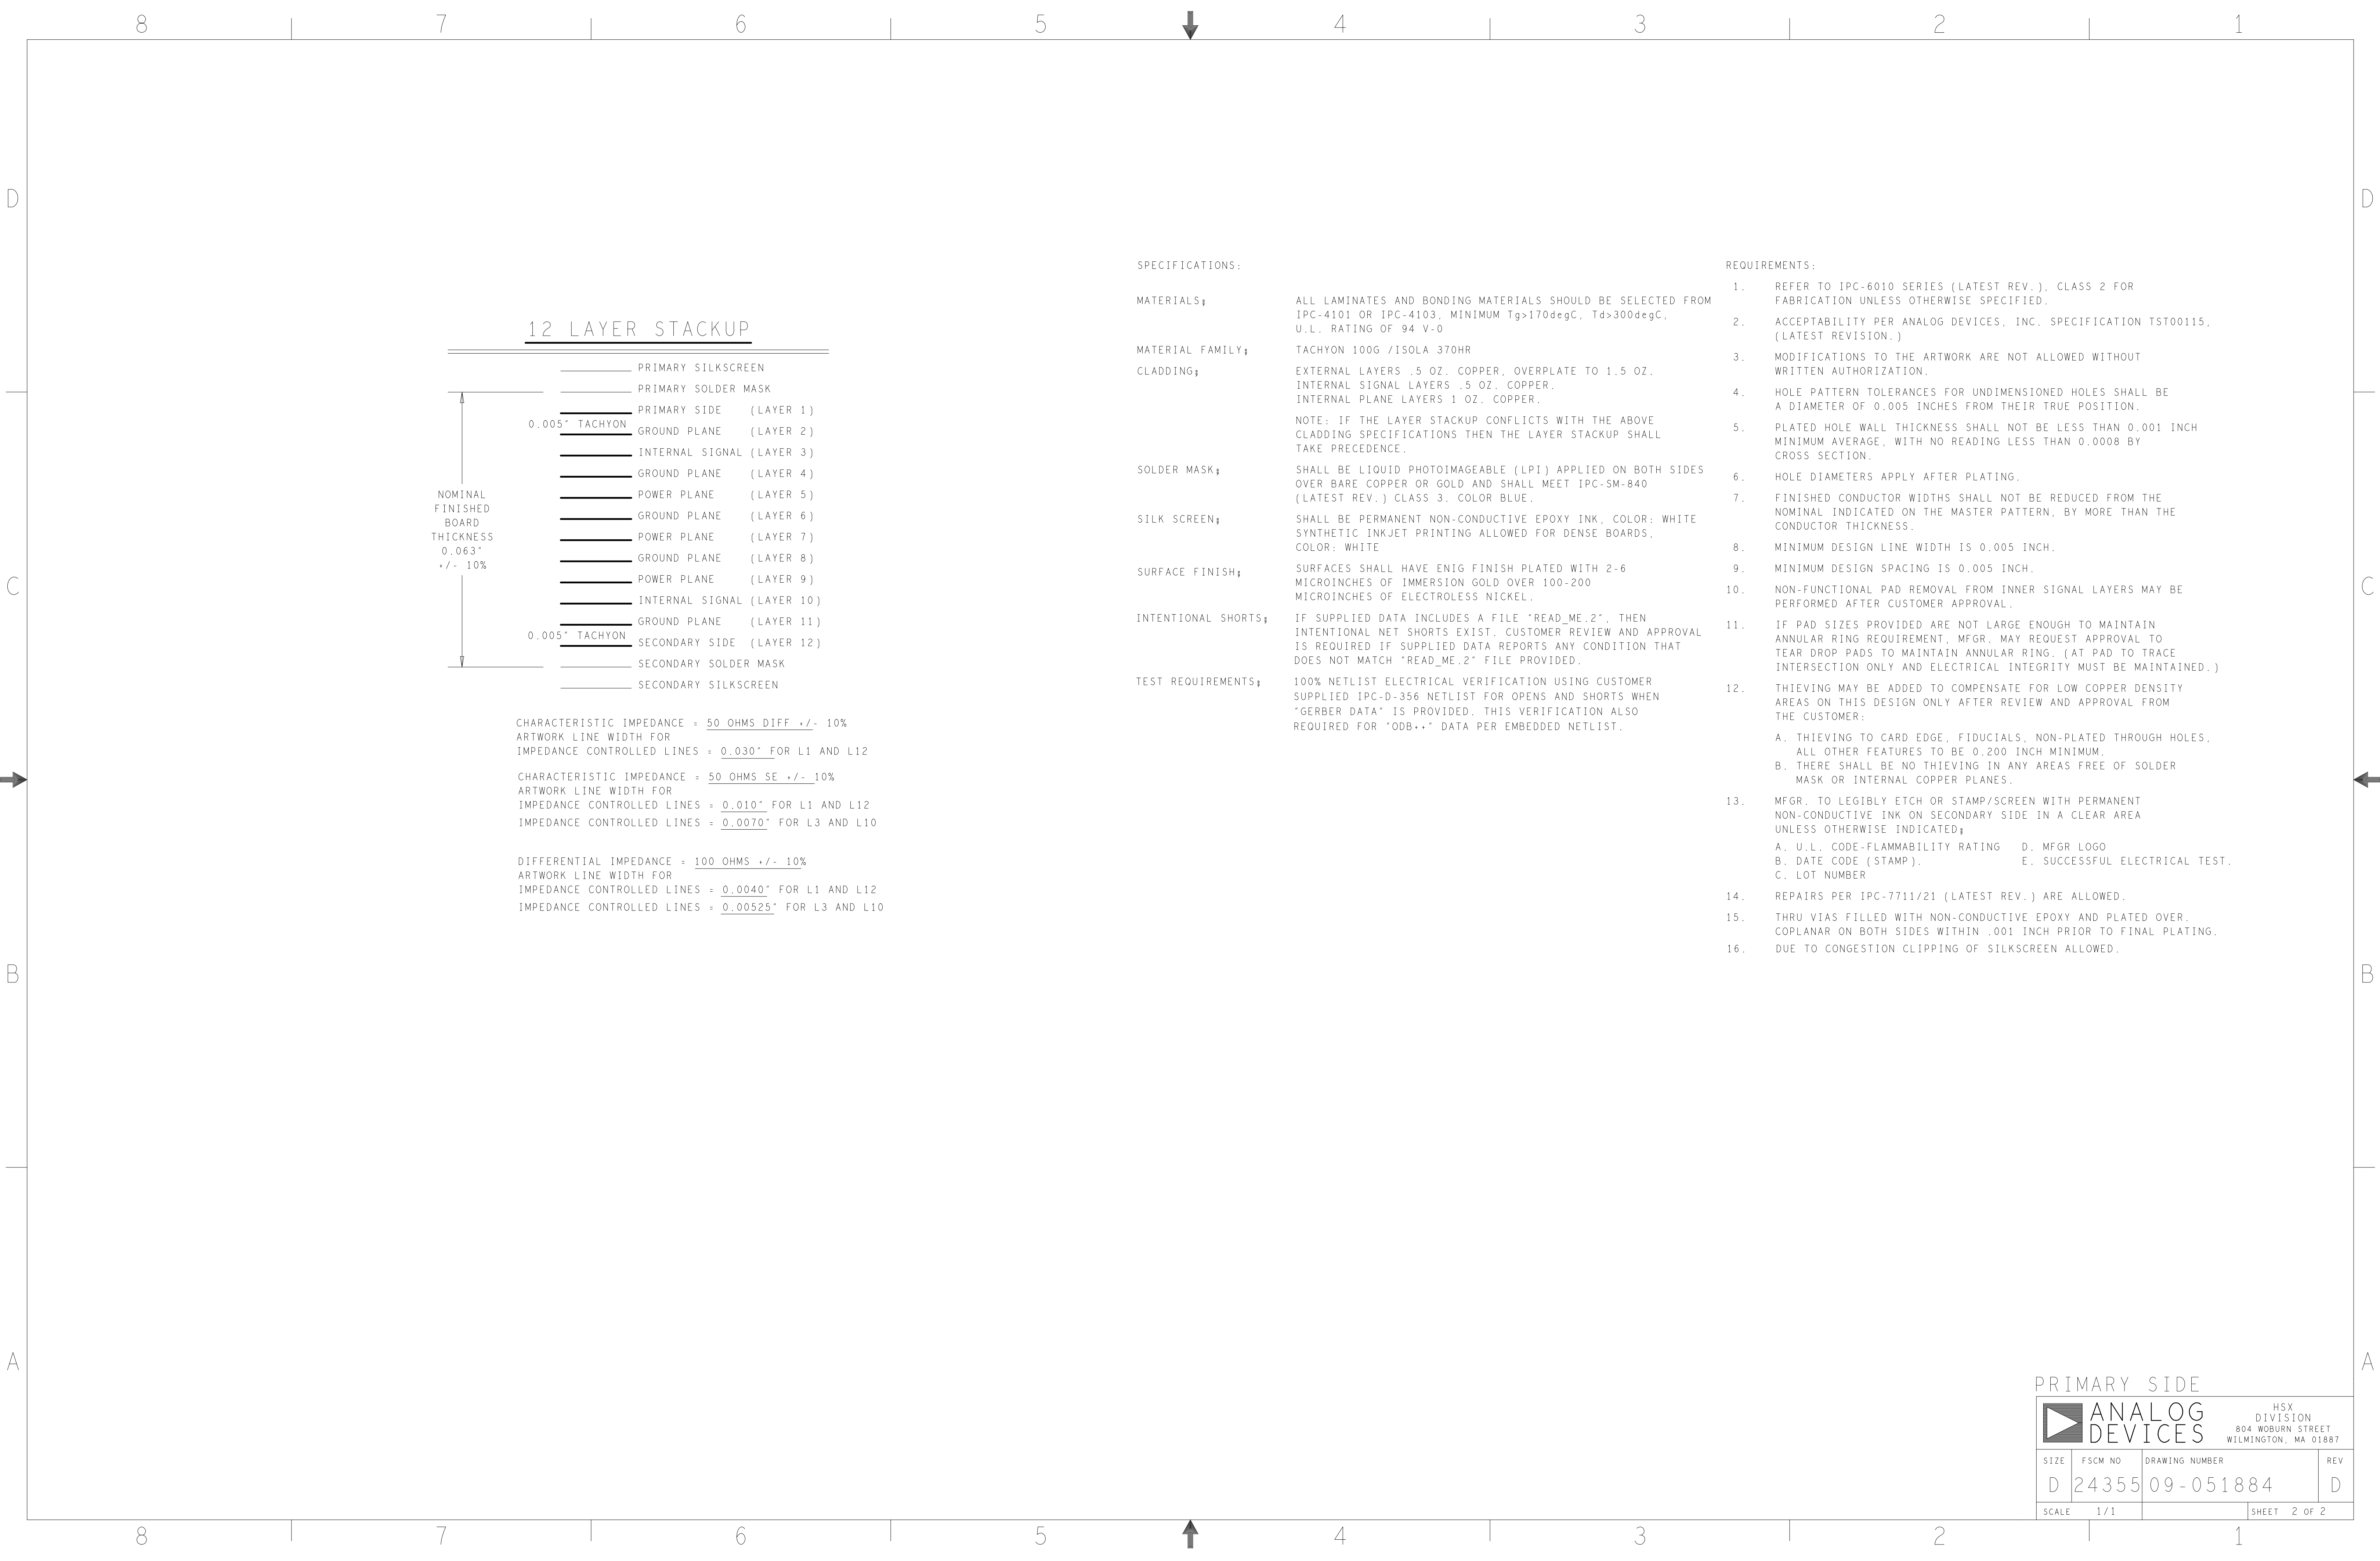 8 7 6 5 4 3 2 1
D D
SPECIFICATIONS:
MATERIALS: ALL LAMINATES AND BONDING MATERIALS SHOULD BE SELECTED FROM
IPC-4101 OR IPC-4103, MINIMUM Tg>170degC, Td>300degC,
U.L. RATING OF 94 V-0
MATERIAL FAMILY: TACHYON 100G /ISOLA 370HR
CLADDING: EXTERNAL LAYERS .5 OZ. COPPER, OVERPLATE TO 1.5 OZ.
INTERNAL SIGNAL LAYERS .5 OZ. COPPER.
INTERNAL PLANE LAYERS 1 OZ. COPPER.
NOTE: IF THE LAYER STACKUP CONFLICTS WITH THE ABOVE
CLADDING SPECIFICATIONS THEN THE LAYER STACKUP SHALL
TAKE PRECEDENCE.
SOLDER MASK: SHALL BE LIQUID PHOTOIMAGEABLE (LPI) APPLIED ON BOTH SIDES
OVER BARE COPPER OR GOLD AND SHALL MEET IPC-SM-840
(LATEST REV.) CLASS 3. COLOR BLUE.
SILK SCREEN: SHALL BE PERMANENT NON-CONDUCTIVE EPOXY INK, COLOR: WHITE
SYNTHETIC INKJET PRINTING ALLOWED FOR DENSE BOARDS,
COLOR: WHITE
SURFACE FINISH: SURFACES SHALL HAVE ENIG FINISH PLATED WITH 2-6
MICROINCHES OF IMMERSION GOLD OVER 100-200
MICROINCHES OF ELECTROLESS NICKEL.
INTENTIONAL SHORTS: IF SUPPLIED DATA INCLUDES A FILE "READ_ME.2", THEN
INTENTIONAL NET SHORTS EXIST, CUSTOMER REVIEW AND APPROVAL
IS REQUIRED IF SUPPLIED DATA REPORTS ANY CONDITION THAT
DOES NOT MATCH "READ_ME.2" FILE PROVIDED.
TEST REQUIREMENTS: 100% NETLIST ELECTRICAL VERIFICATION USING CUSTOMER
SUPPLIED IPC-D-356 NETLIST FOR OPENS AND SHORTS WHEN
"GERBER DATA" IS PROVIDED. THIS VERIFICATION ALSO
REQUIRED FOR "ODB++" DATA PER EMBEDDED NETLIST.
REQUIREMENTS:
1. REFER TO IPC-6010 SERIES (LATEST REV.), CLASS 2 FOR
FABRICATION UNLESS OTHERWISE SPECIFIED.
2. ACCEPTABILITY PER ANALOG DEVICES, INC. SPECIFICATION TST00115,
(LATEST REVISION.)
3. MODIFICATIONS TO THE ARTWORK ARE NOT ALLOWED WITHOUT
WRITTEN AUTHORIZATION.
4. HOLE PATTERN TOLERANCES FOR UNDIMENSIONED HOLES SHALL BE
A DIAMETER OF 0.005 INCHES FROM THEIR TRUE POSITION.
5. PLATED HOLE WALL THICKNESS SHALL NOT BE LESS THAN 0.001 INCH
MINIMUM AVERAGE, WITH NO READING LESS THAN 0.0008 BY
CROSS SECTION.
6. HOLE DIAMETERS APPLY AFTER PLATING.
7. FINISHED CONDUCTOR WIDTHS SHALL NOT BE REDUCED FROM THE
NOMINAL INDICATED ON THE MASTER PATTERN, BY MORE THAN THE
CONDUCTOR THICKNESS.
8. MINIMUM DESIGN LINE WIDTH IS 0.005 INCH.
9. MINIMUM DESIGN SPACING IS 0.005 INCH.
10. NON-FUNCTIONAL PAD REMOVAL FROM INNER SIGNAL LAYERS MAY BE
PERFORMED AFTER CUSTOMER APPROVAL.
11. IF PAD SIZES PROVIDED ARE NOT LARGE ENOUGH TO MAINTAIN
ANNULAR RING REQUIREMENT, MFGR. MAY REQUEST APPROVAL TO
TEAR DROP PADS TO MAINTAIN ANNULAR RING. (AT PAD TO TRACE
INTERSECTION ONLY AND ELECTRICAL INTEGRITY MUST BE MAINTAINED.)
12. THIEVING MAY BE ADDED TO COMPENSATE FOR LOW COPPER DENSITY
AREAS ON THIS DESIGN ONLY AFTER REVIEW AND APPROVAL FROM
THE CUSTOMER:
A. THIEVING TO CARD EDGE, FIDUCIALS, NON-PLATED THROUGH HOLES,
ALL OTHER FEATURES TO BE 0.200 INCH MINIMUM.
B. THERE SHALL BE NO THIEVING IN ANY AREAS FREE OF SOLDER
MASK OR INTERNAL COPPER PLANES.
13. MFGR. TO LEGIBLY ETCH OR STAMP/SCREEN WITH PERMANENT
NON-CONDUCTIVE INK ON SECONDARY SIDE IN A CLEAR AREA
UNLESS OTHERWISE INDICATED:
A. U.L. CODE-FLAMMABILITY RATING D. MFGR LOGO
B. DATE CODE (STAMP). E. SUCCESSFUL ELECTRICAL TEST.
C. LOT NUMBER
14. REPAIRS PER IPC-7711/21 (LATEST REV.) ARE ALLOWED.
15. THRU VIAS FILLED WITH NON-CONDUCTIVE EPOXY AND PLATED OVER.
COPLANAR ON BOTH SIDES WITHIN .001 INCH PRIOR TO FINAL PLATING.
16. DUE TO CONGESTION CLIPPING OF SILKSCREEN ALLOWED.
12 LAYER STACKUP
PRIMARY SILKSCREEN
PRIMARY SOLDER MASK
PRIMARY SIDE (LAYER 1)
0.005" TACHYON
GROUND PLANE (LAYER 2)
INTERNAL SIGNAL (LAYER 3)
GROUND PLANE (LAYER 4)
POWER PLANE (LAYER 5)
GROUND PLANE (LAYER 6)
POWER PLANE (LAYER 7)
GROUND PLANE (LAYER 8)
POWER PLANE (LAYER 9)
INTERNAL SIGNAL (LAYER 10)
GROUND PLANE (LAYER 11)
0.005" TACHYON
SECONDARY SIDE (LAYER 12)
SECONDARY SOLDER MASK
SECONDARY SILKSCREEN
NOMINAL
FINISHED
BOARD
THICKNESS
0.063"
+/- 10%
CHARACTERISTIC IMPEDANCE = 50 OHMS DIFF +/- 10%
ARTWORK LINE WIDTH FOR
IMPEDANCE CONTROLLED LINES = 0.030" FOR L1 AND L12
CHARACTERISTIC IMPEDANCE = 50 OHMS SE +/- 10%
ARTWORK LINE WIDTH FOR
IMPEDANCE CONTROLLED LINES = 0.010" FOR L1 AND L12
IMPEDANCE CONTROLLED LINES = 0.0070" FOR L3 AND L10
DIFFERENTIAL IMPEDANCE = 100 OHMS +/- 10%
ARTWORK LINE WIDTH FOR
IMPEDANCE CONTROLLED LINES = 0.0040" FOR L1 AND L12
IMPEDANCE CONTROLLED LINES = 0.00525" FOR L3 AND L10
C C
B B
A A
PRIMARY SIDE
ANALOG
DEVICES
HSX
DIVISION
804 WOBURN STREET
WILMINGTON, MA 01887
SIZE FSCM NO DRAWING NUMBER REV
D 24355 09-051884 D
SCALE 1/1 SHEET 2 OF 2
8 7 6 5 4 3 2 1